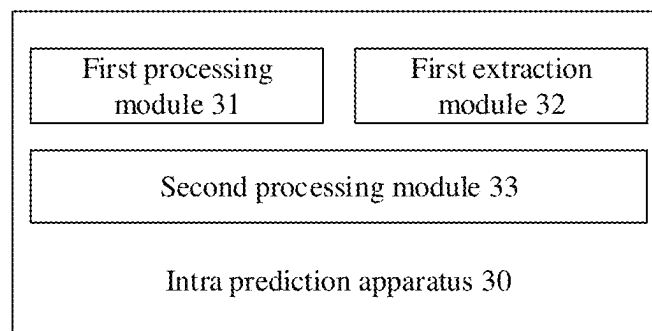 First processing
module 31
First extraction
module 32
Second processing module 33
Intra prediction apparatus 30